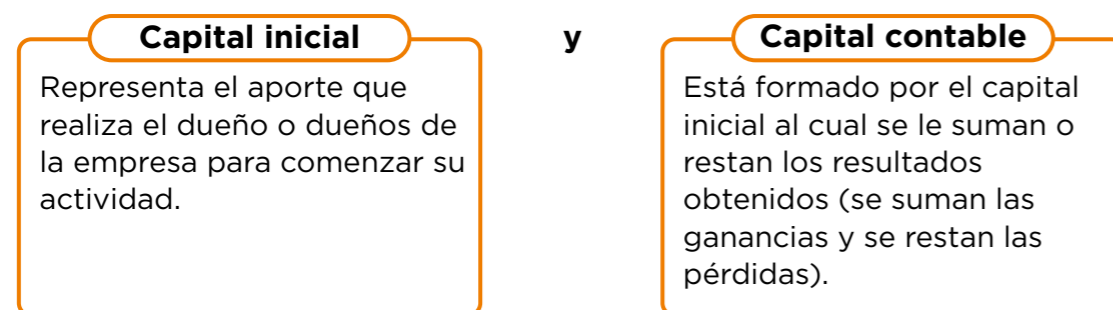 Capital inicial
Representa el aporte que
realiza el dueño o dueños de
la empresa para comenzar su
actividad.
y
Capital contable
Está formado por el capital
inicial al cual se le suman o
restan los resultados
obtenidos (se suman las
ganancias y se restan las
pérdidas).